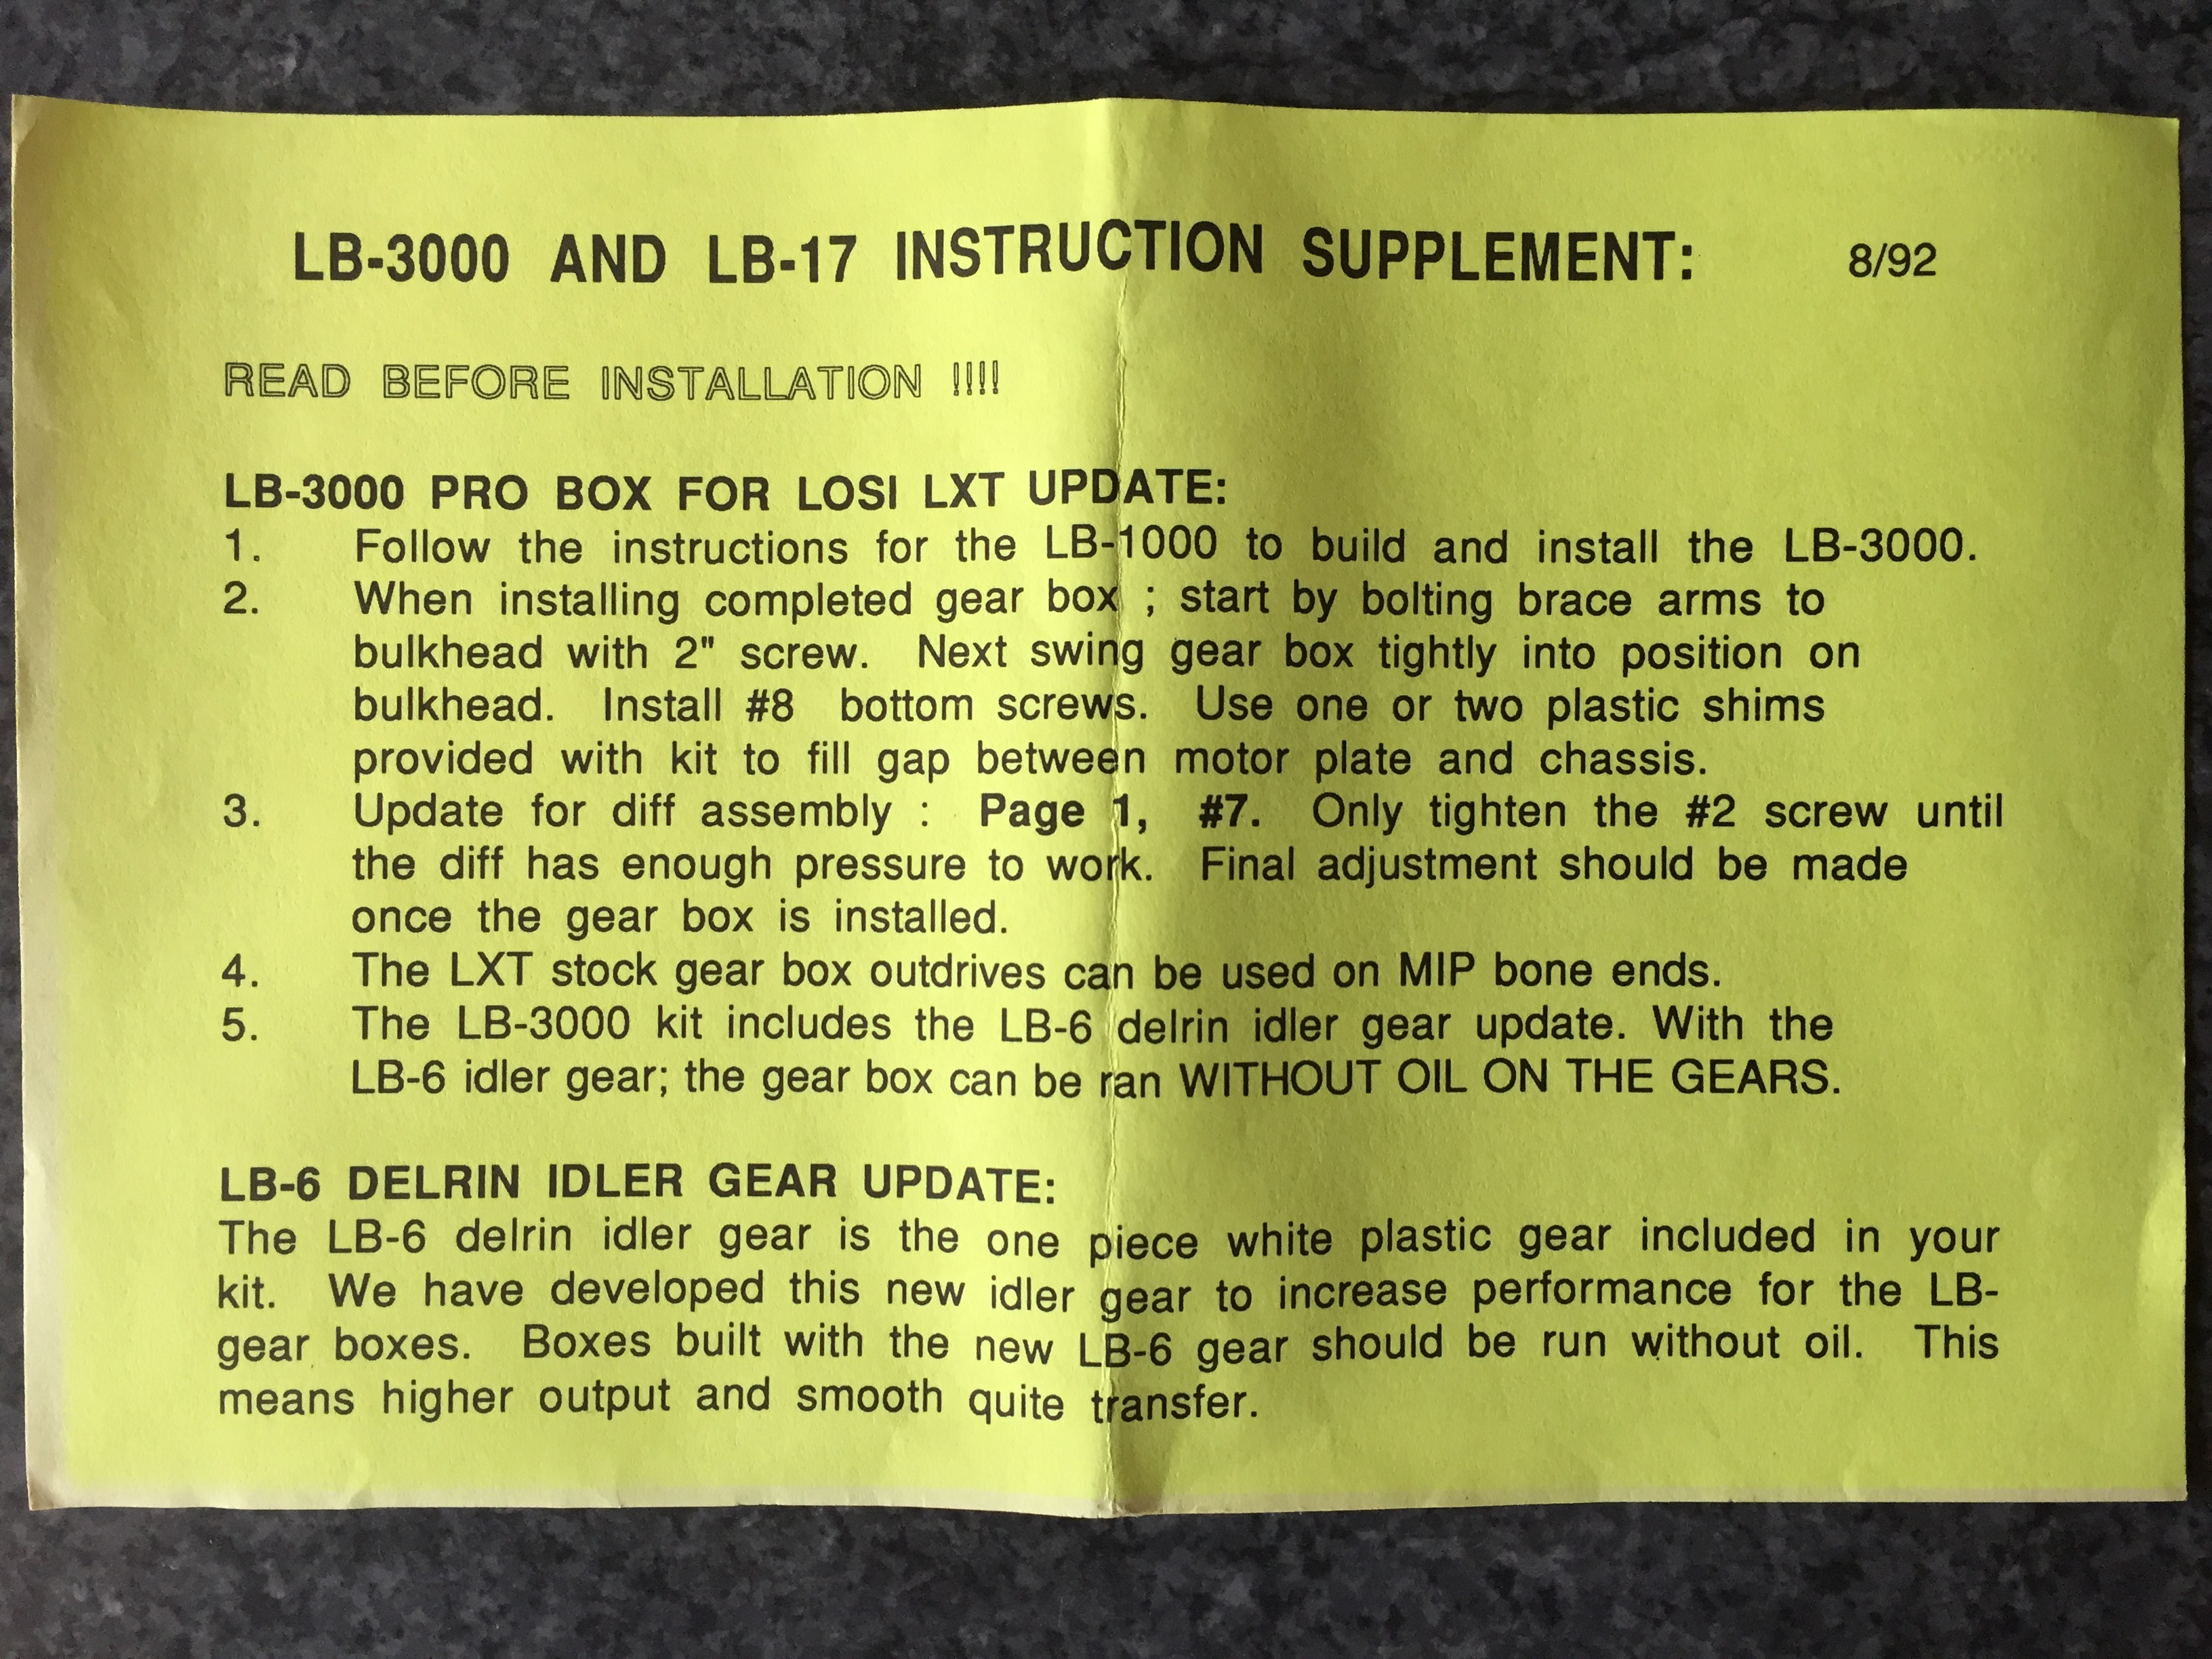 LB-3000 AND LB-17 INSTRUCTION SUPPLEMENT: 8/92
READ BEFORE INSTALLATION !!!!
LB-3000 PRO BOX FOR LOSI LXT UPDATE:
1. Follow the instructions for the LB-1000 to build and install the LB-3000.
2. When installing completed gear box ; start by bolting brace arms to
bulkhead with 2" screw. Next swing gear box tightly into position on
bulkhead. Install #8 bottom screws. Use one or two plastic shims
provided with kit to fill gap between motor plate and chassis.
3. Update for diff assembly : Page 1, #7. Only tighten the #2 screw until
the diff has enough pressure to work. Final adjustment should be made
once the gear box is installed.
4. The LXT stock gear box outdrives can be used on MIP bone ends.
5. The LB-3000 kit includes the LB-6 delrin idler gear update. With the
LB-6 idler gear; the gear box can be ran WITHOUT OIL ON THE GEARS.
LB-6 DELRIN IDLER GEAR UPDATE:
The LB-6 delrin idler gear is the one piece white plastic gear included in your
kit. We have developed this new idler gear to increase performance for the LB-
gear boxes. Boxes built with the new LB-6 gear should be run without oil. This
means higher output and smooth quite transfer.